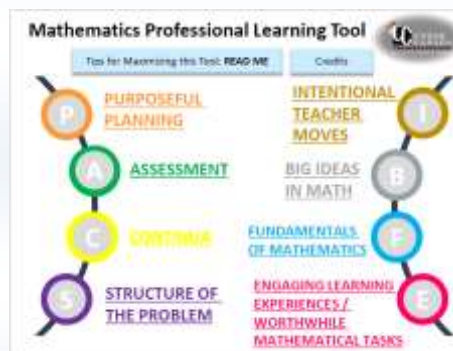 Mathematics Professional Learning Tool
Tips for Maximizing this Tool: READ ME
Credits
P
PURPOSEFUL
PLANNING
A
ASSESSMENT
C
CONTINUA
S
STRUCTURE OF
THE PROBLEM
INTENTIONAL
TEACHER
MOVES
I
BIG IDEAS
IN MATH
B
FUNDAMENTALS
OF MATHEMATICS
F
ENGAGING LEARNING
EXPERIENCES /
WORTHWHILE
MATHEMATICAL TASKS
E